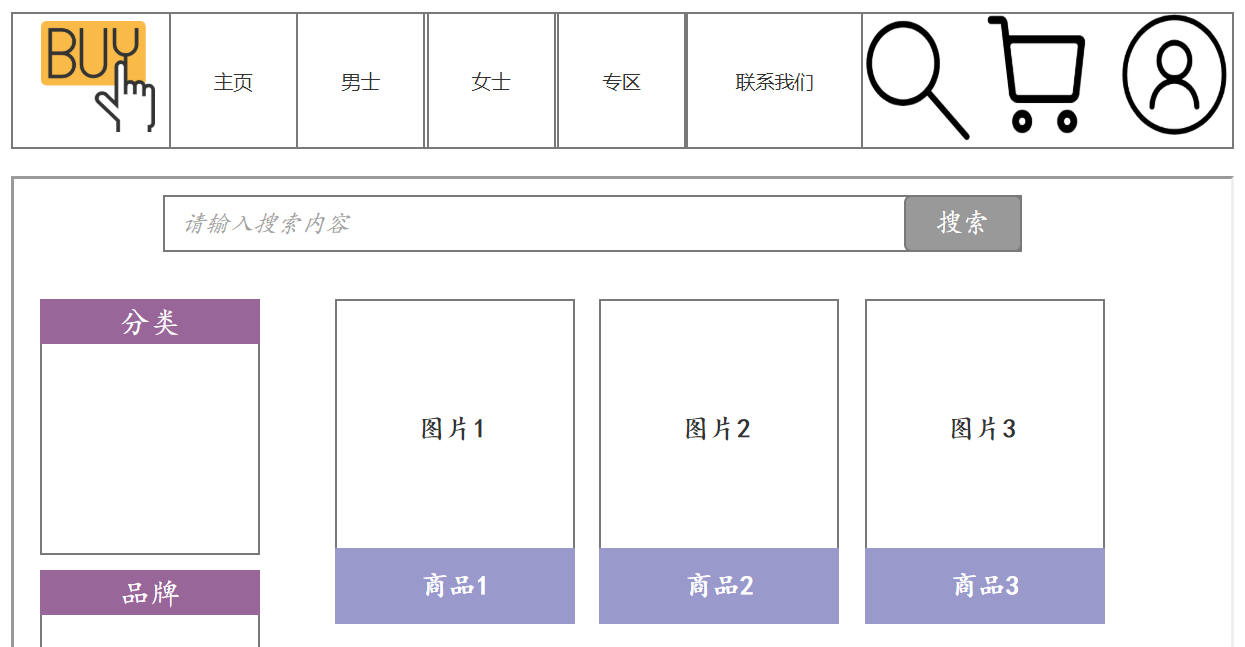 BUY
主页 男士 女士 专区 联系我们
请输入搜索内容 搜索
分类
图片1 图片2 图片3
商品1 商品2 商品3
品牌